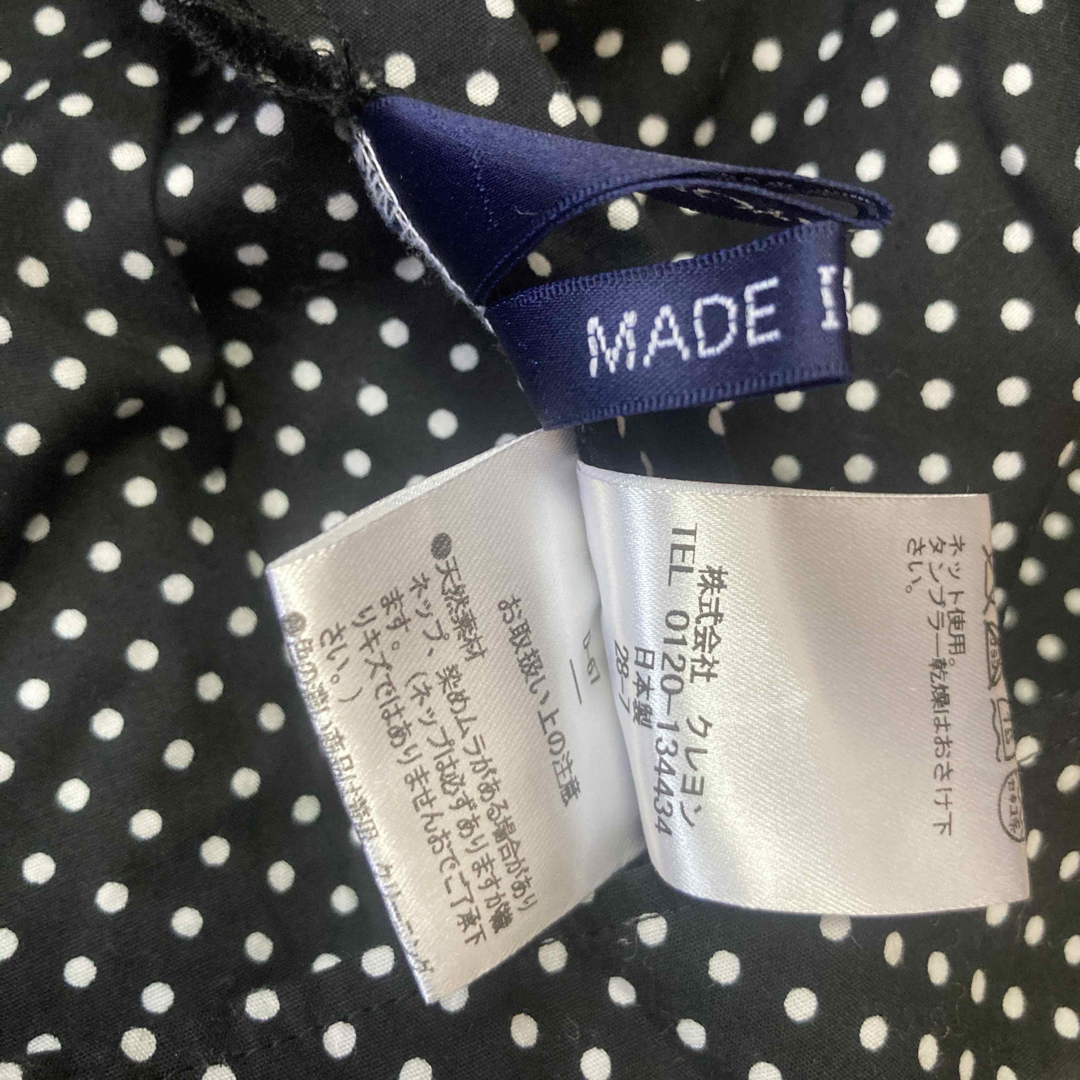 MADE
ネット使用。
タンブラー乾燥はおさけ下
さい。
株式会社 クレヨン
TEL 0120-134434
日本製
28-7
お取扱い上の注意
●天然素材 染めムラがある場合があり
ネップ、(ネップは必ずありますが織
ます。
りキズではありませんおでご了承下
さい。)